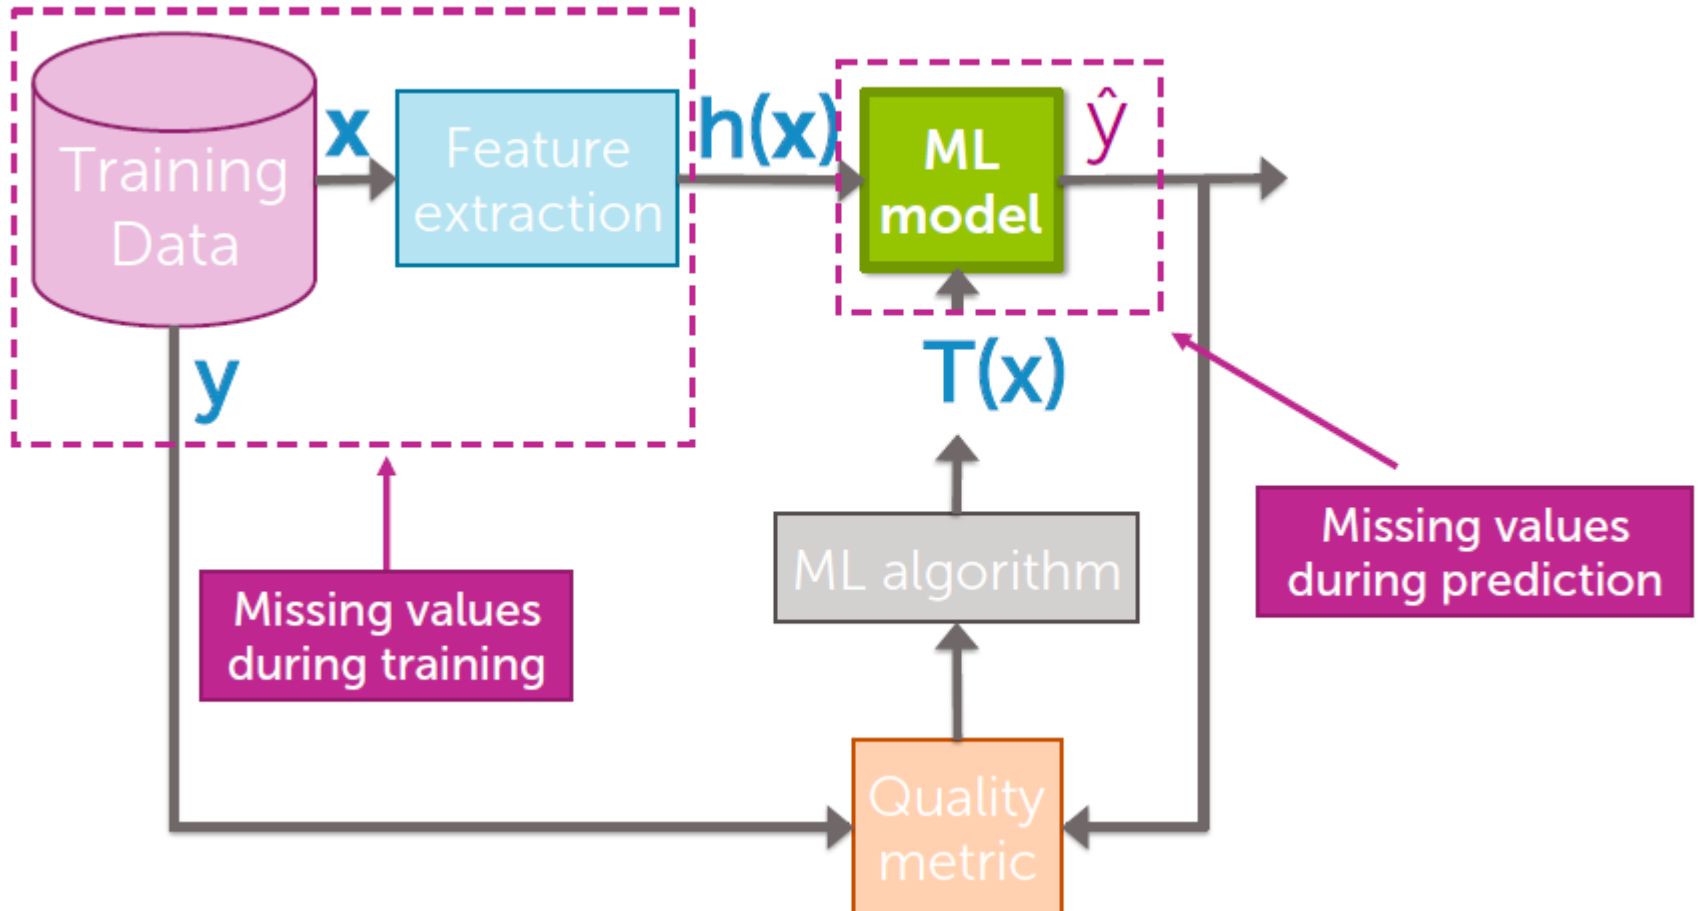 Training
Data
x
Feature
extraction
h(x)
ML
model
ŷ
y
T(x)
ML algorithm
Missing values
during training
Missing values
during prediction
Quality
metric